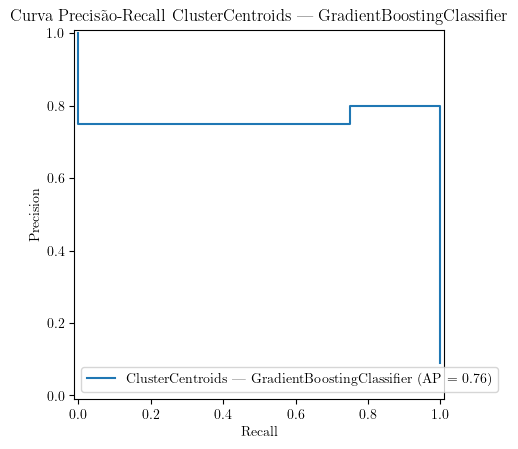 Curva Precisão-Recall ClusterCentroids — GradientBoostingClassifier
1.0
0.8
0.6
0.4
0.2
0.0
Precision
ClusterCentroids — GradientBoostingClassifier (AP = 0.76)
0.0 0.2 0.4 0.6 0.8 1.0
Recall